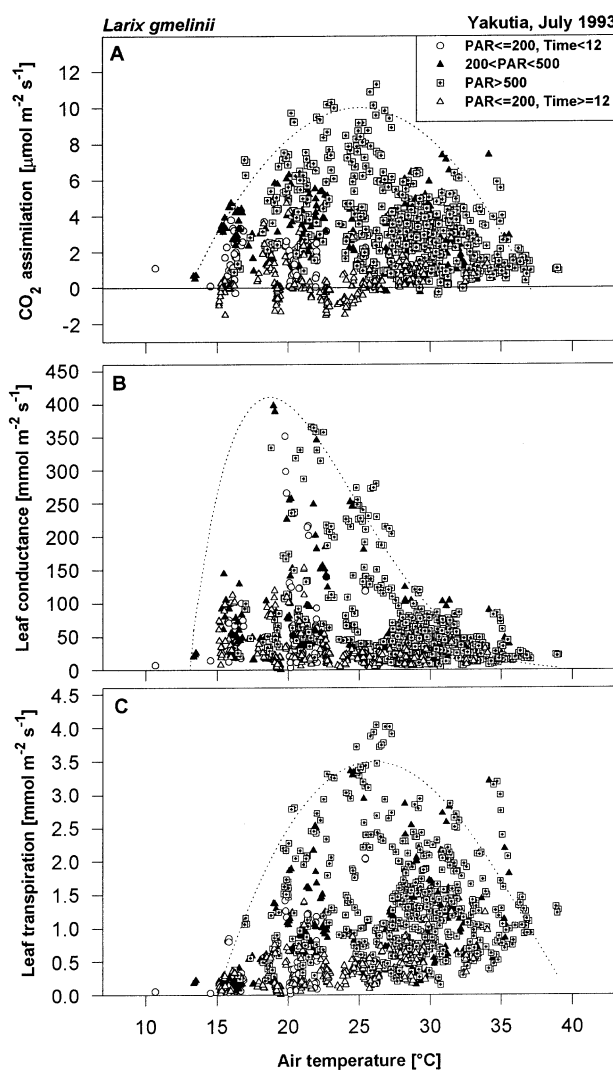 Larix gmelinii Yakutia, July 1993
A
PAR<=200, Time<12
200<PAR<500
PAR>500
PAR<=200, Time>=12
CO2 assimilation [µmol m-2 s-1]
12
10
8
6
4
2
0
-2
B
Leaf conductance [mmol m-2 s-1]
450
400
350
300
250
200
150
100
50
0
C
Leaf transpiration [mmol m-2 s-1]
4.5
4.0
3.5
3.0
2.5
2.0
1.5
1.0
0.5
0.0
10 15 20 25 30 35 40
Air temperature [°C]